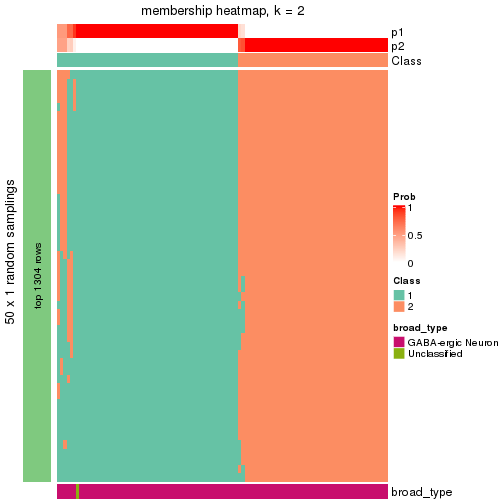 membership heatmap, k = 2
p1
p2
Class
50 x 1 random samplings
top 1304 rows
Prob
1
0.5
0
Class
1
2
broad_type
GABA-ergic Neuron
Unclassified
broad_type